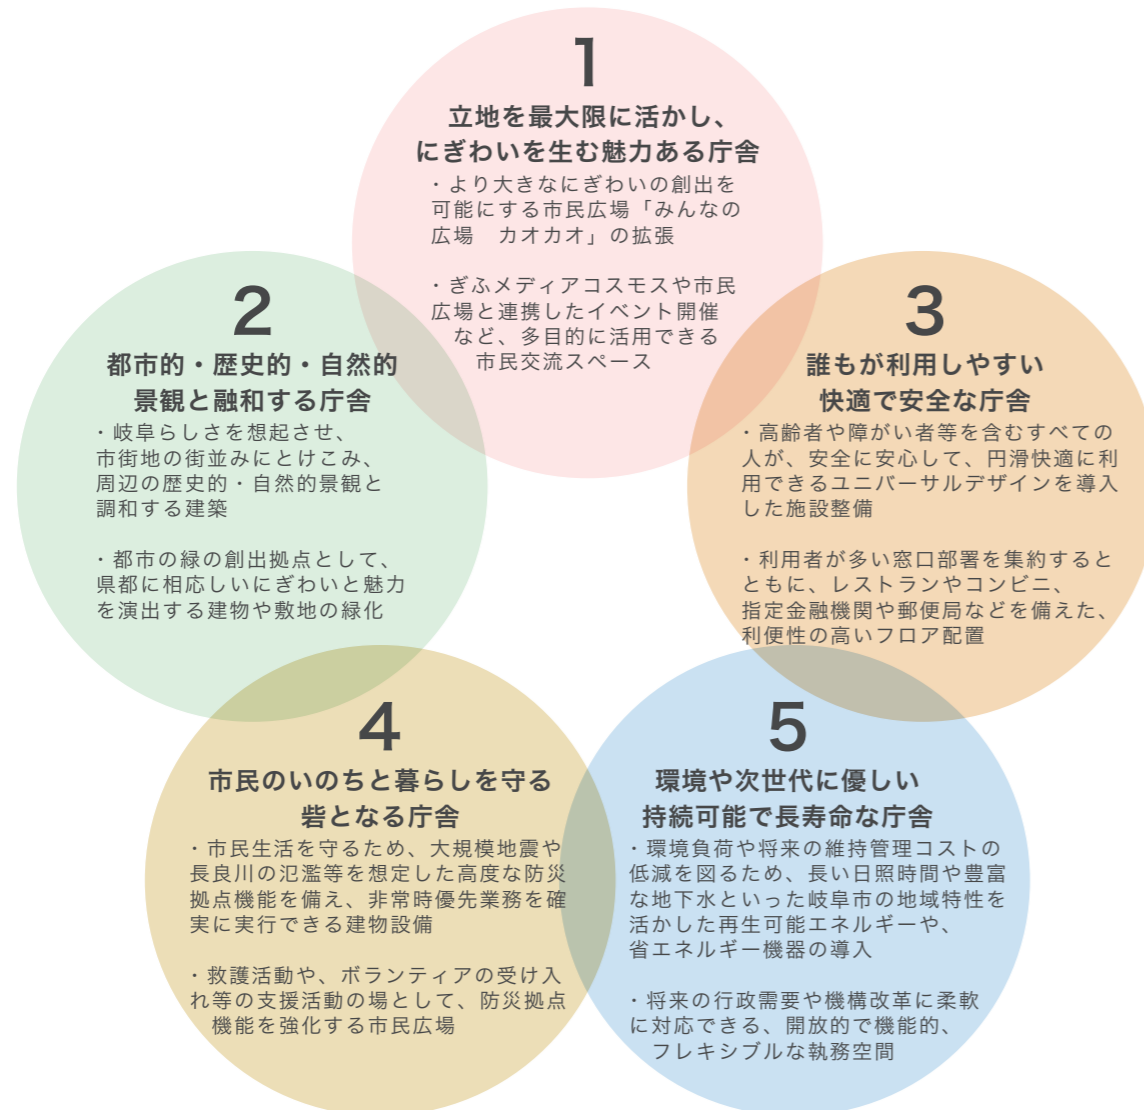 1
立地を最大限に活かし、
にぎわいを生む魅力ある庁舎
・より大きなにぎわいの創出を
可能にする市民広場「みんなの
広場　カオカオ」の拡張
・ぎふメディアコスモスや市民
広場と連携したイベント開催
など、多目的に活用できる
市民交流スペース
2
都市的・歴史的・自然的
景観と融和する庁舎
・岐阜らしさを想起させ、
市街地の街並みにとけこみ、
周辺の歴史的・自然的景観と
調和する建築
・都市の緑の創出拠点として、
県都に相応しいにぎわいと魅力
を演出する建物や敷地の緑化
3
誰もが利用しやすい
快適で安全な庁舎
・高齢者や障がい者等を含むすべての
人が、安全に安心して、円滑快適に利
用できるユニバーサルデザインを導入
した施設整備
・利用者が多い窓口部署を集約すると
ともに、レストランやコンビニ、
指定金融機関や郵便局などを備えた、
利便性の高いフロア配置
4
市民のいのちと暮らしを守る
砦となる庁舎
・市民生活を守るため、大規模地震や
長良川の氾濫等を想定した高度な防災
拠点機能を備え、非常時優先業務を確
実に実行できる建物設備
・救護活動や、ボランティアの受け入
れ等の支援活動の場として、防災拠点
機能を強化する市民広場
5
環境や次世代に優しい
持続可能で長寿命な庁舎
・環境負荷や将来の維持管理コストの
低減を図るため、長い日照時間や豊富
な地下水といった岐阜市の地域特性を
活かした再生可能エネルギーや、
省エネルギー機器の導入
・将来の行政需要や機構改革に柔軟
に対応できる、開放的で機能的、
フレキシブルな執務空間